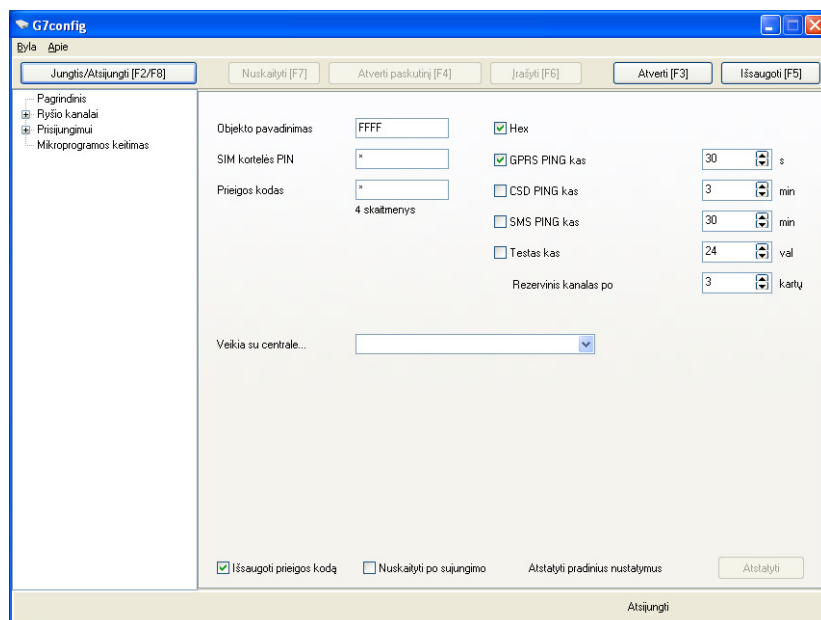 G7config
Byla Apie
Jungtis/Atsijungti [F2/F8] Nuskaityti [F7] Atverti paskutinį [F4] Įrašyti [F6] Atverti [F3] Išsaugoti [F5]
Pagrindinis
Ryšio kanalai
Prisijungimui
Mikroprogramos keitimas
Objekto pavadinimas FFFF Hex
SIM kortelės PIN * GPRS PING kas 30 s
Prieigos kodas * CSD PING kas 3 min
4 skaitmenys SMS PING kas 30 min
Testas kas 24 val
Rezervinis kanalas po 3 kartų
Veikia su centrale...
Išsaugoti prieigos kodą Nuskaityti po sujungimo Atstatyti pradinius nustatymus Atstatyti
Atsijungti